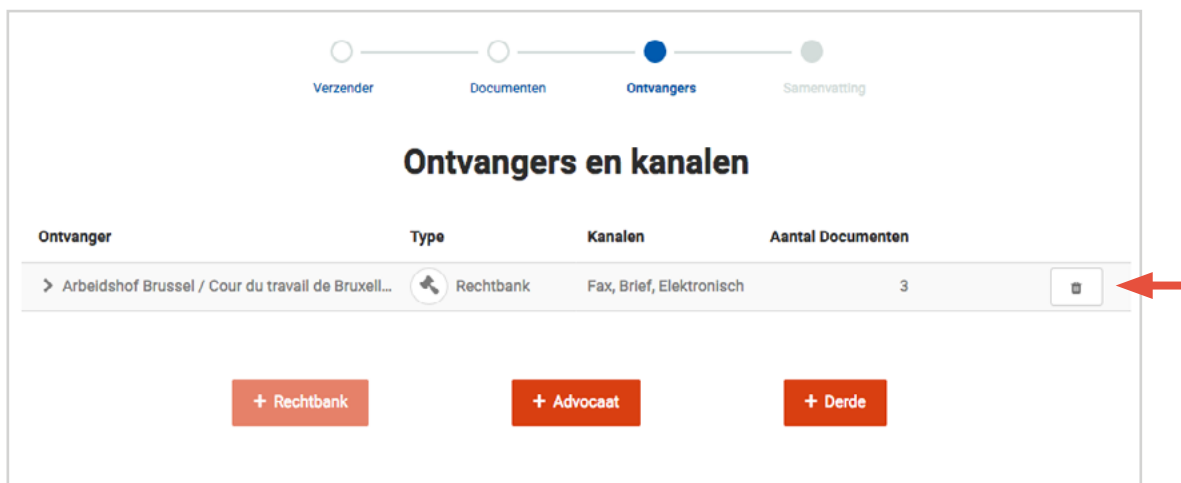 Verzender Documenten Ontvangers Samenvatting
Ontvangers en kanalen
Ontvanger Type Kanalen Aantal Documenten
Arbeidshof Brussel / Cour du travail de Bruxell... Rechtbank Fax, Brief, Elektronisch 3
+ Rechtbank + Advocaat + Derde